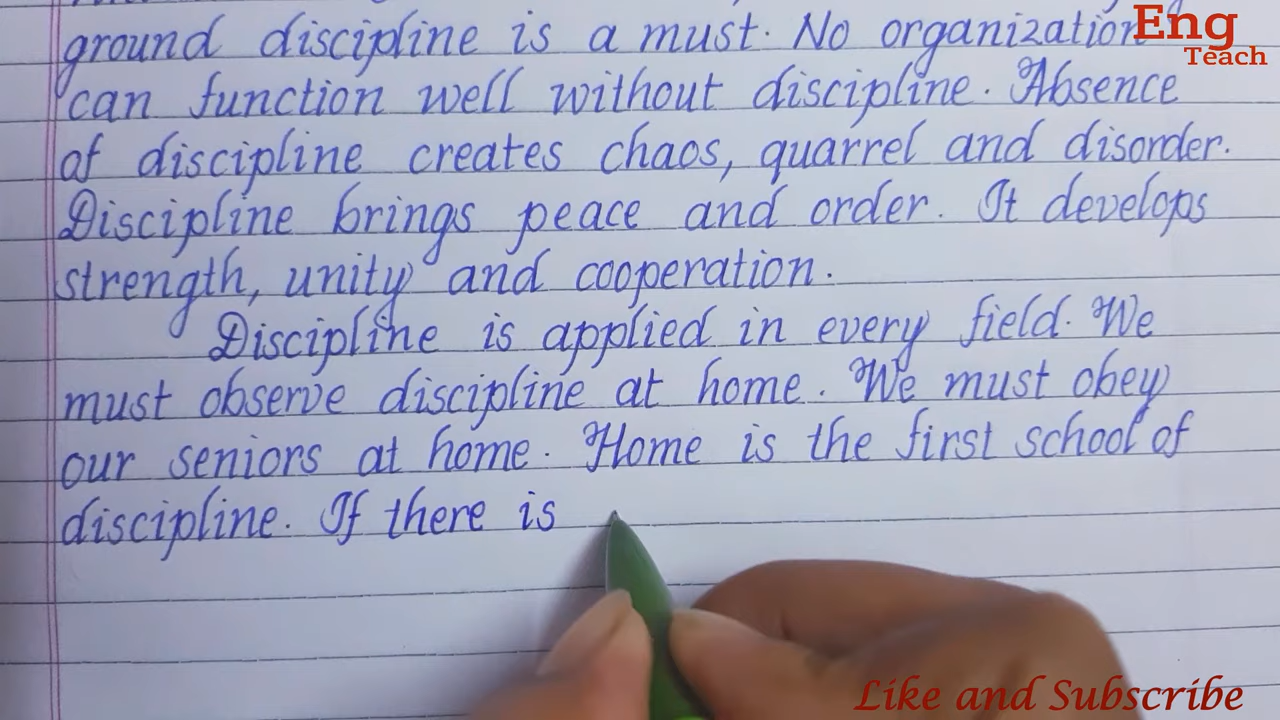 ground discipline is a must. No organization
Eng
Teach
can function well without discipline. Absence
of discipline creates chaos, quarrel and disorder.
Discipline brings peace and order. It develops
strength, unity and cooperation.
Discipline is applied in every field. We
must observe discipline at home. We must obey
our seniors at home. Home is the first school of
discipline. If there is
Like and Subscribe